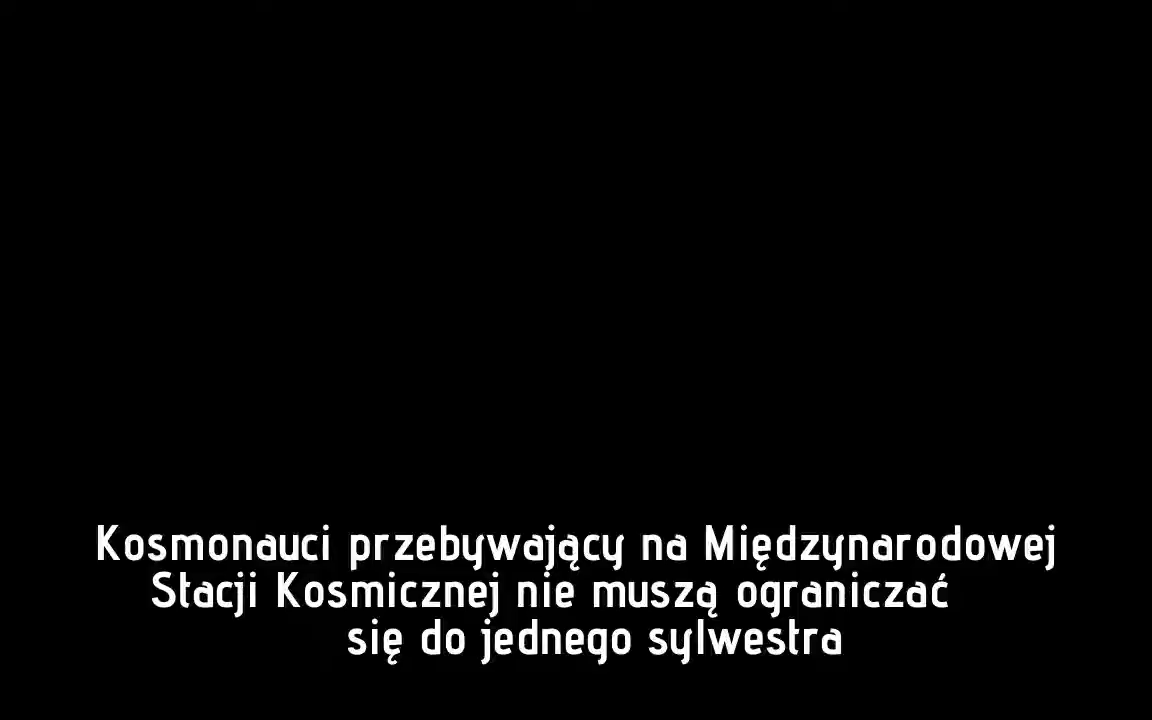 Kosmonauci przebywający na Międzynarodowej
Stacji Kosmicznej nie muszą ograniczać
się do jednego sylwestra